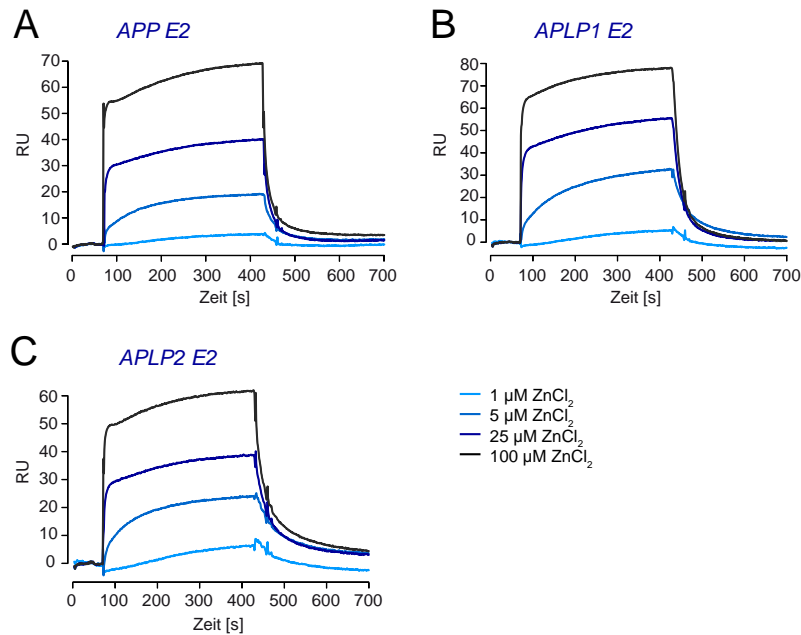 A
APP E2
70
60
50
40
30
20
10
0
RU
0 100 200 300 400 500 600 700
Zeit [s]
B
APLP1 E2
80
70
60
50
40
30
20
10
0
RU
0 100 200 300 400 500 600 700
Zeit [s]
C
APLP2 E2
60
50
40
30
20
10
0
RU
0 100 200 300 400 500 600 700
Zeit [s]
1 µM ZnCl₂
5 µM ZnCl₂
25 µM ZnCl₂
100 µM ZnCl₂